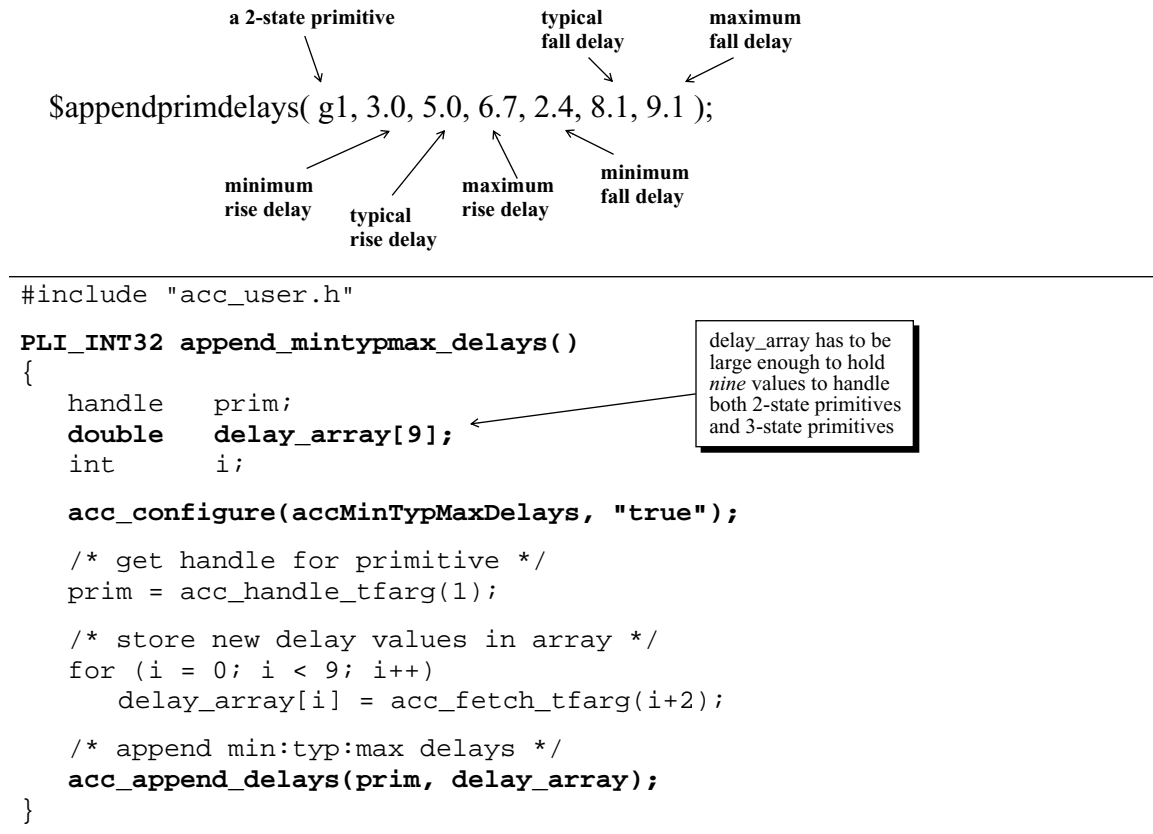 a 2-state primitive
typical
fall delay
maximum
fall delay
$appendprimdelays( g1, 3.0, 5.0, 6.7, 2.4, 8.1, 9.1 );
minimum
rise delay
typical
rise delay
maximum
rise delay
minimum
fall delay
#include "acc_user.h"
PLI_INT32 append_mintypmax_delays()
{
handle prim;
double delay_array[9];
int i;
delay_array has to be
large enough to hold
nine values to handle
both 2-state primitives
and 3-state primitives
acc_configure(accMinTypMaxDelays, "true");
/* get handle for primitive */
prim = acc_handle_tfarg(1);
/* store new delay values in array */
for (i = 0; i < 9; i++)
delay_array[i] = acc_fetch_tfarg(i+2);
/* append min:typ:max delays */
acc_append_delays(prim, delay_array);
}